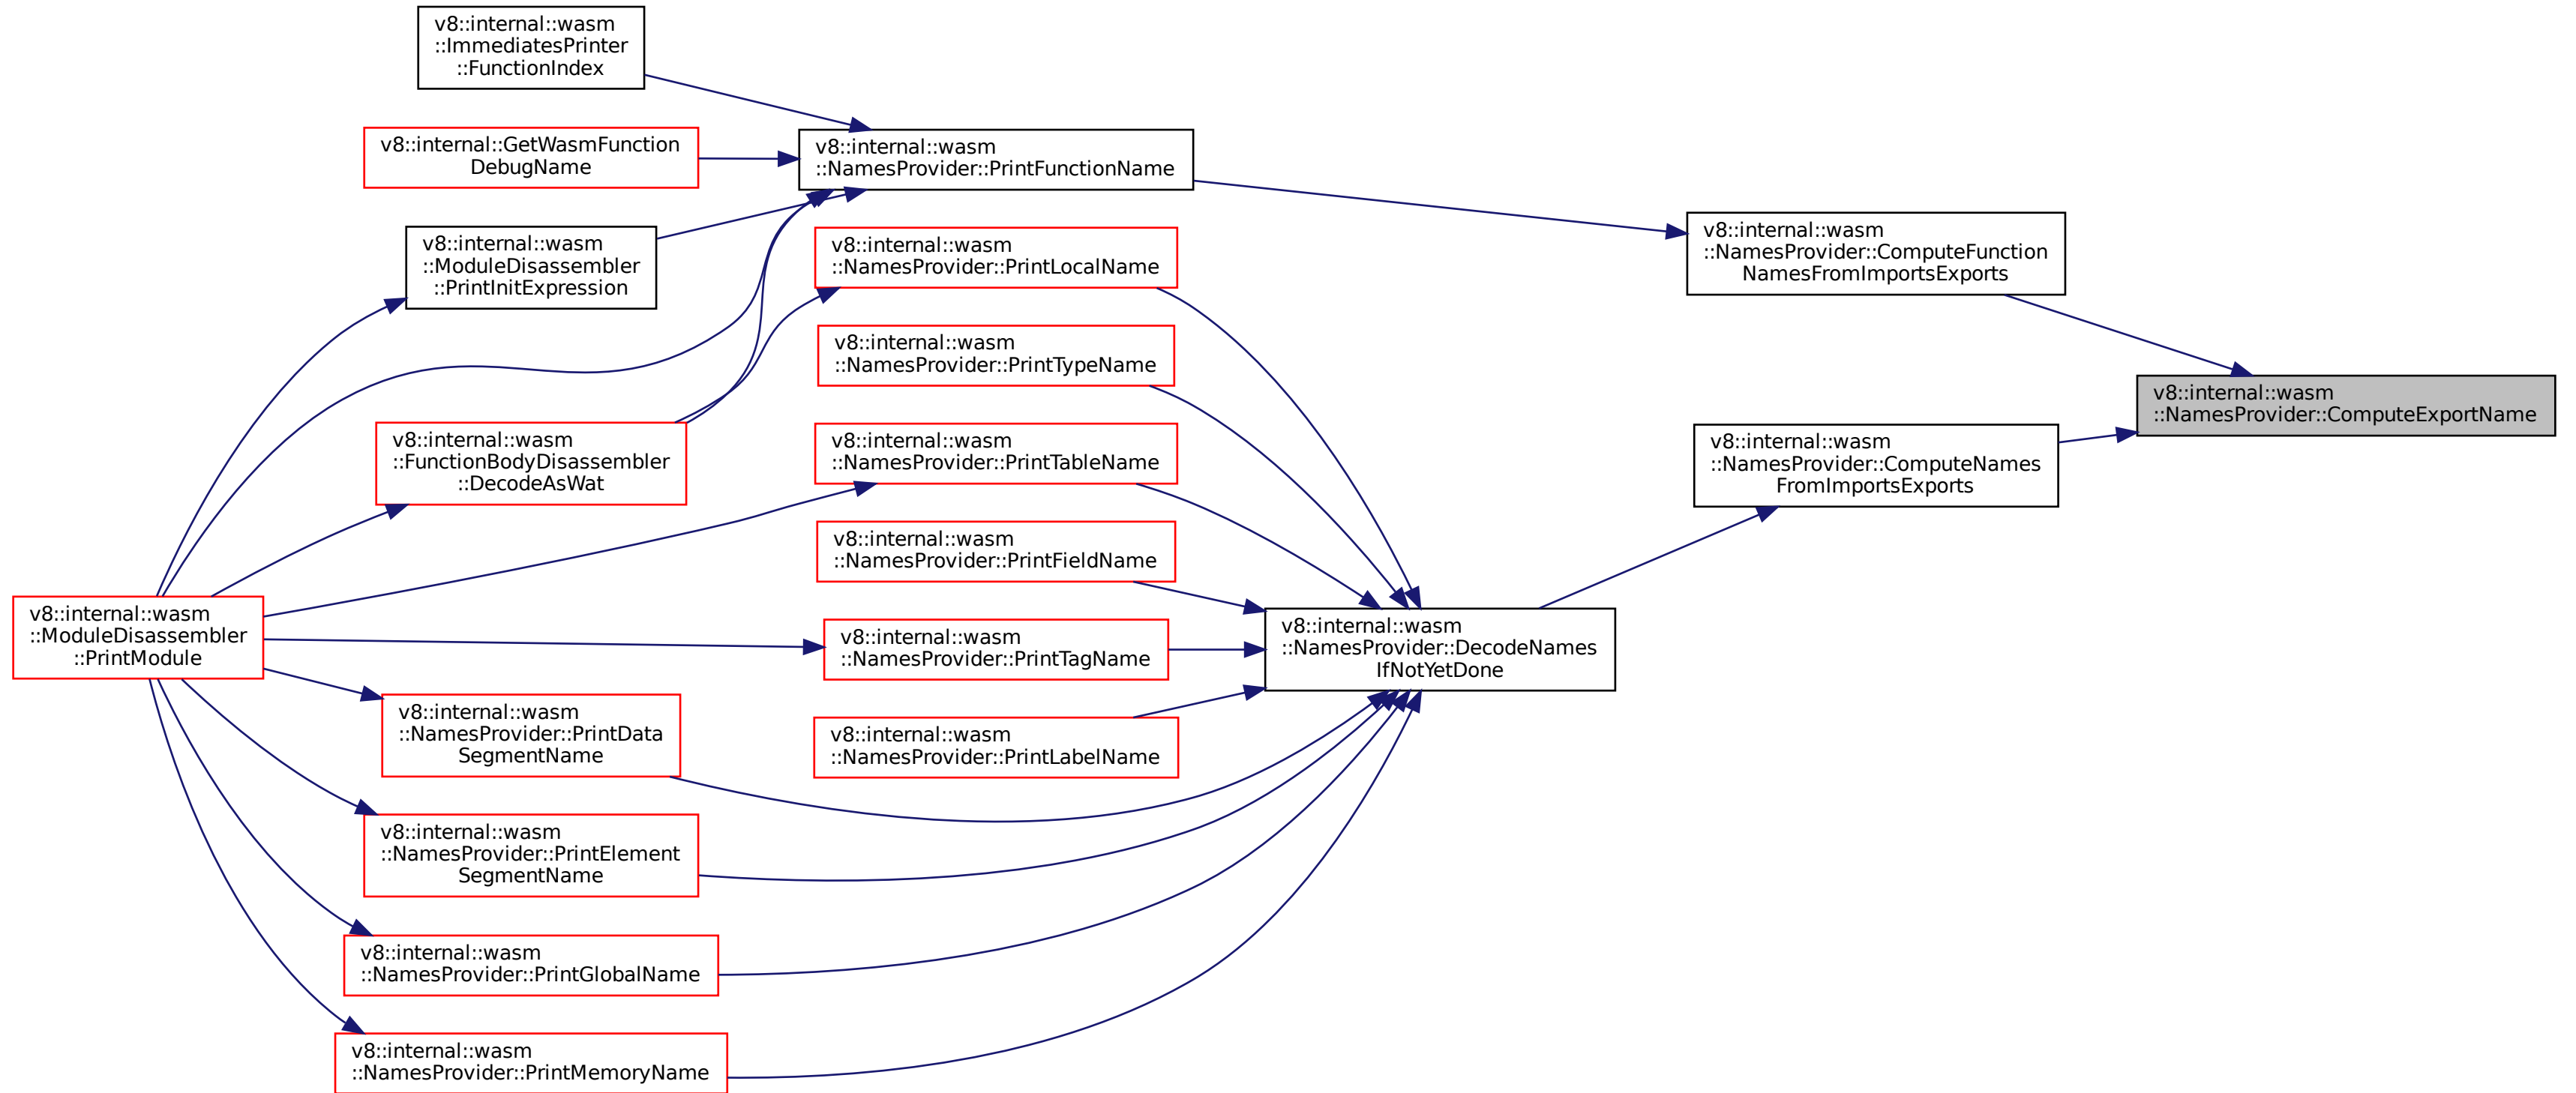 v8::internal::wasm
::ImmediatesPrinter
::FunctionIndex
v8::internal::GetWasmFunction
DebugName
v8::internal::wasm
::NamesProvider::PrintFunctionName
v8::internal::wasm
::ModuleDisassembler
::PrintInitExpression
v8::internal::wasm
::NamesProvider::PrintLocalName
v8::internal::wasm
::NamesProvider::ComputeFunction
NamesFromImportsExports
v8::internal::wasm
::NamesProvider::PrintTypeName
v8::internal::wasm
::NamesProvider::ComputeExportName
v8::internal::wasm
::FunctionBodyDisassembler
::DecodeAsWat
v8::internal::wasm
::NamesProvider::PrintTableName
v8::internal::wasm
::NamesProvider::ComputeNames
FromImportsExports
v8::internal::wasm
::NamesProvider::PrintFieldName
v8::internal::wasm
::ModuleDisassembler
::PrintModule
v8::internal::wasm
::NamesProvider::PrintTagName
v8::internal::wasm
::NamesProvider::DecodeNames
IfNotYetDone
v8::internal::wasm
::NamesProvider::PrintData
SegmentName
v8::internal::wasm
::NamesProvider::PrintLabelName
v8::internal::wasm
::NamesProvider::PrintElement
SegmentName
v8::internal::wasm
::NamesProvider::PrintGlobalName
v8::internal::wasm
::NamesProvider::PrintMemoryName